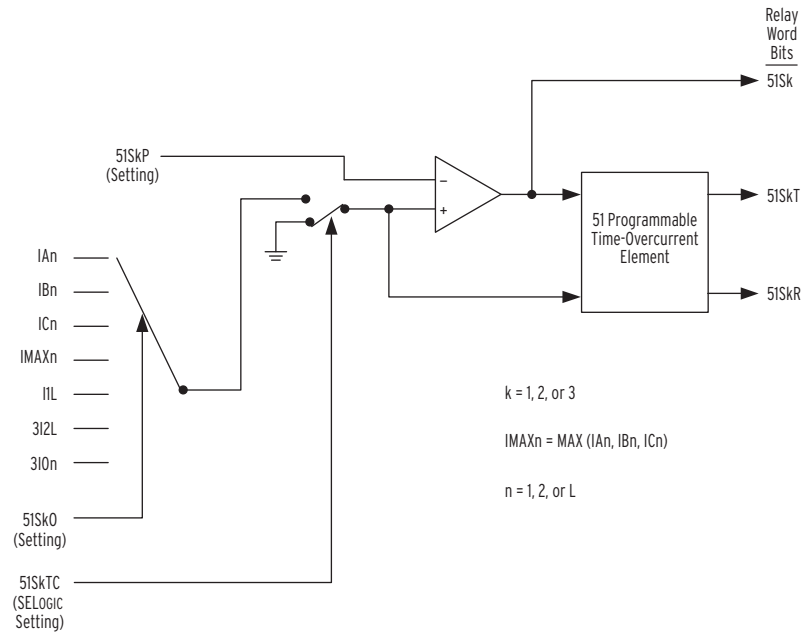 Relay
Word
Bits
51Sk
51SkP
(Setting)
−
+
51 Programmable
Time-Overcurrent
Element
51SkT
51SkR
IAn
IBn
ICn
IMAXn
I1L
3I2L
3I0n
51SkO
(Setting)
51SkTC
(SELOGIC
Setting)
k = 1, 2, or 3
IMAXn = MAX (IAn, IBn, ICn)
n = 1, 2, or L